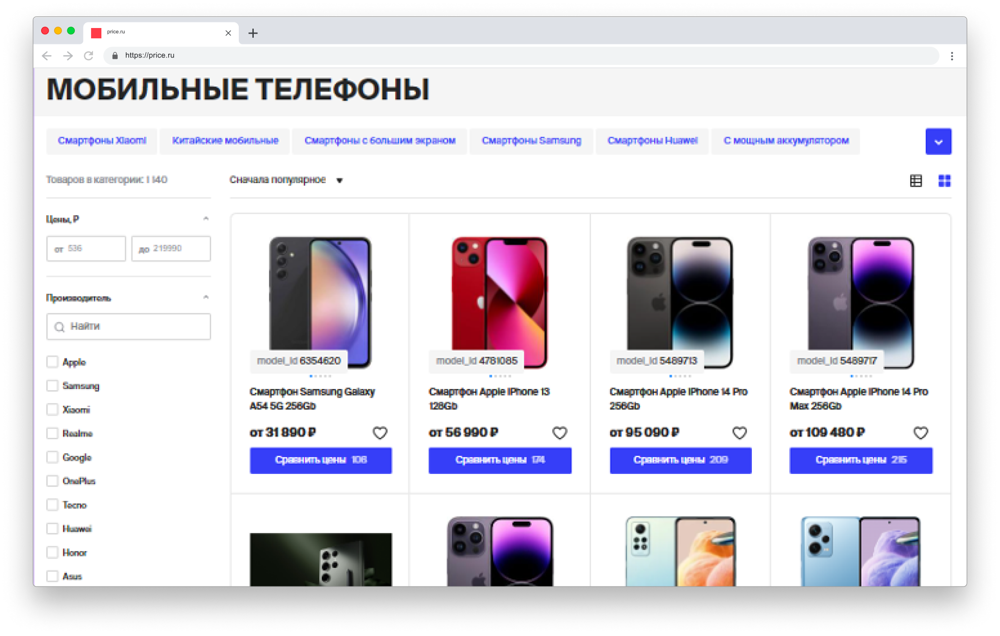 price.ru
https://price.ru
МОБИЛЬНЫЕ ТЕЛЕФОНЫ
Смартфоны Xiaomi
Китайские мобильные
Смартфоны с большим экраном
Смартфоны Samsung
Смартфоны Huawei
С мощным аккумулятором
Товаров в категории: 1 140
Сначала популярное
Цены, ₽
от 536
до 219990
Производитель
Найти
Apple
Samsung
Xiaomi
Realme
Google
OnePlus
Tecno
Huawei
Honor
Asus
model_id 6354620
Смартфон Samsung Galaxy
A54 5G 256Gb
от 31 890 ₽
Сравнить цены 106
model_id 4781085
Смартфон Apple iPhone 13
128Gb
от 56 990 ₽
Сравнить цены 174
model_id 5489713
Смартфон Apple iPhone 14 Pro
256Gb
от 95 090 ₽
Сравнить цены 209
model_id 5489717
Смартфон Apple iPhone 14 Pro
Max 256Gb
от 109 480 ₽
Сравнить цены 215